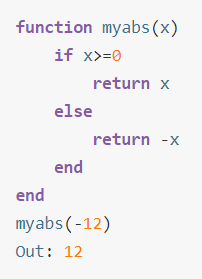 function myabs(x)
    if x>=0
        return x
    else
        return -x
    end
end
myabs(-12)
Out: 12